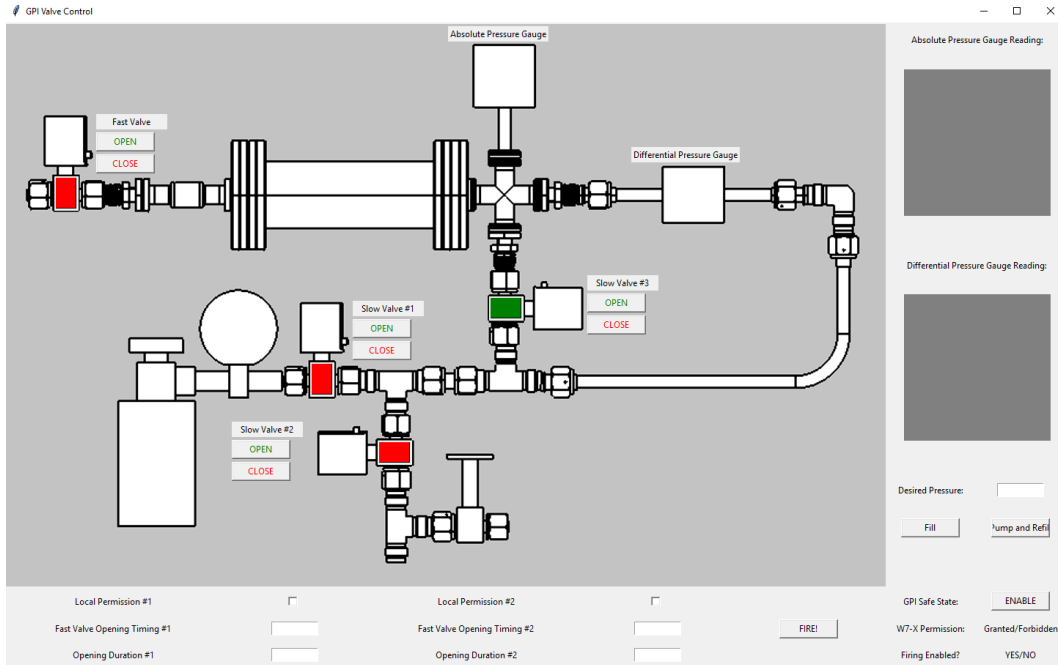 GPI Valve Control
Absolute Pressure Gauge
Absolute Pressure Gauge Reading:
Fast Valve
OPEN
CLOSE
Differential Pressure Gauge
Differential Pressure Gauge Reading:
Slow Valve #3
OPEN
CLOSE
Slow Valve #1
OPEN
CLOSE
Slow Valve #2
OPEN
CLOSE
Desired Pressure:
Fill
Pump and Refil
Local Permission #1
Local Permission #2
GPI Safe State:
ENABLE
Fast Valve Opening Timing #1
Fast Valve Opening Timing #2
FIRE!
W7-X Permission:
Granted/Forbidden
Opening Duration #1
Opening Duration #2
Firing Enabled?
YES/NO